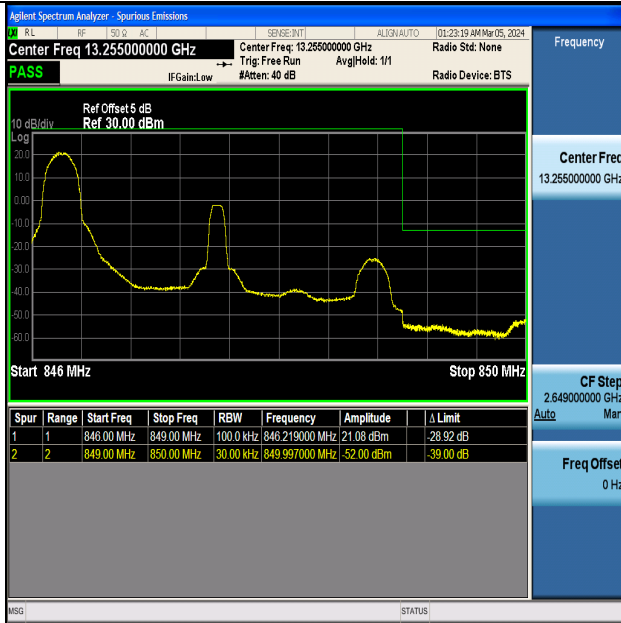 Agilent Spectrum Analyzer - Spurious Emissions
RL RF 50 Ω AC SENSE:INT ALIGNAUTO 01:23:19 AM Mar 05, 2024
Center Freq 13.255000000 GHz
Center Freq: 13.255000000 GHz
Radio Std: None
Trig: Free Run Avg|Hold: 1/1
PASS
IFGain:Low
#Atten: 40 dB
Radio Device: BTS
Ref Offset 5 dB
10 dB/div Ref 30.00 dBm
Log
20.0
10.0
0.00
-10.0
-20.0
-30.0
-40.0
-50.0
-60.0
Start 846 MHz Stop 850 MHz
Spur Range Start Freq Stop Freq RBW Frequency Amplitude Δ Limit
1 1 846.00 MHz 849.00 MHz 100.0 kHz 846.219000 MHz 21.08 dBm -28.92 dB
2 2 849.00 MHz 850.00 MHz 30.00 kHz 849.997000 MHz -52.00 dBm -39.00 dB
Frequency
Center Freq
13.255000000 GHz
CF Step
2.649000000 GHz
Auto Man
Freq Offset
0 Hz
MSG STATUS